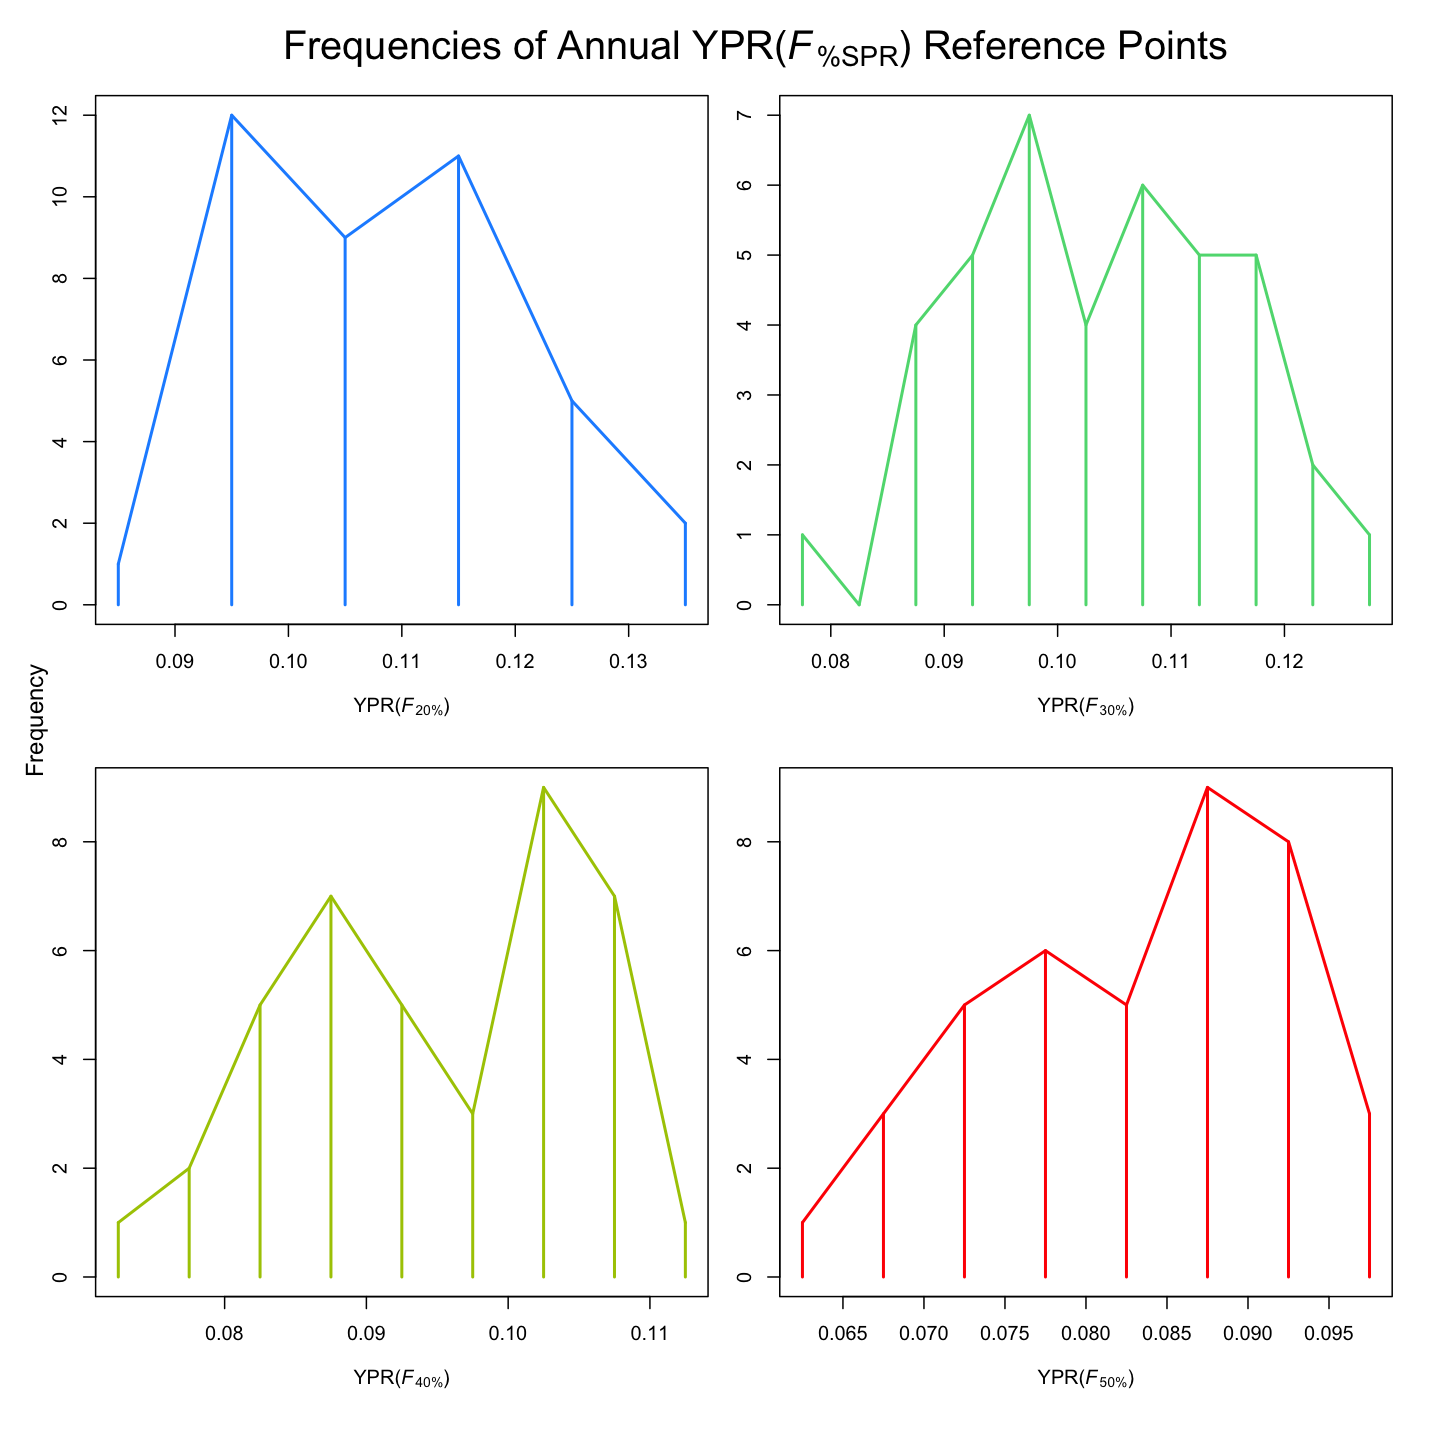 Frequencies of Annual YPR(F%SPR) Reference Points
Frequency
0 2 4 6 8 10 12
0.09 0.10 0.11 0.12 0.13
YPR(F20%)
0 1 2 3 4 5 6 7
0.08 0.09 0.10 0.11 0.12
YPR(F30%)
0 2 4 6 8
0.08 0.09 0.10 0.11
YPR(F40%)
0 2 4 6 8
0.065 0.070 0.075 0.080 0.085 0.090 0.095
YPR(F50%)